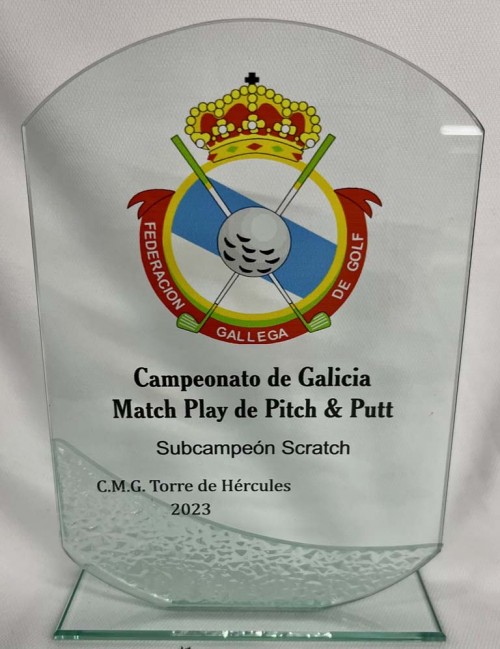 FEDERACION GALLEGA DE GOLF
Campeonato de Galicia
Match Play de Pitch & Putt
Subcampeón Scratch
C.M.G. Torre de Hércules
2023